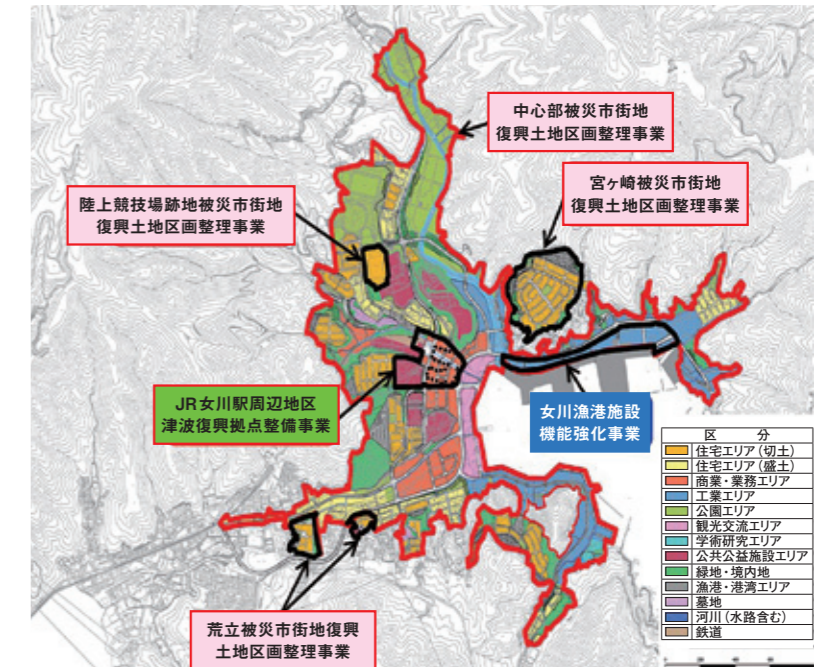 中心部被災市街地
復興土地区画整理事業
宮ヶ崎被災市街地
復興土地区画整理事業
陸上競技場跡地被災市街地
復興土地区画整理事業
JR女川駅周辺地区
津波復興拠点整備事業
女川漁港施設
機能強化事業
荒立被災市街地復興
土地区画整理事業
区 分
住宅エリア(切土)
住宅エリア(盛土)
商業・業務エリア
工業エリア
公園エリア
観光交流エリア
学術研究エリア
公共公益施設エリア
緑地・境内地
漁港・港湾エリア
墓地
河川(水路含む)
鉄道